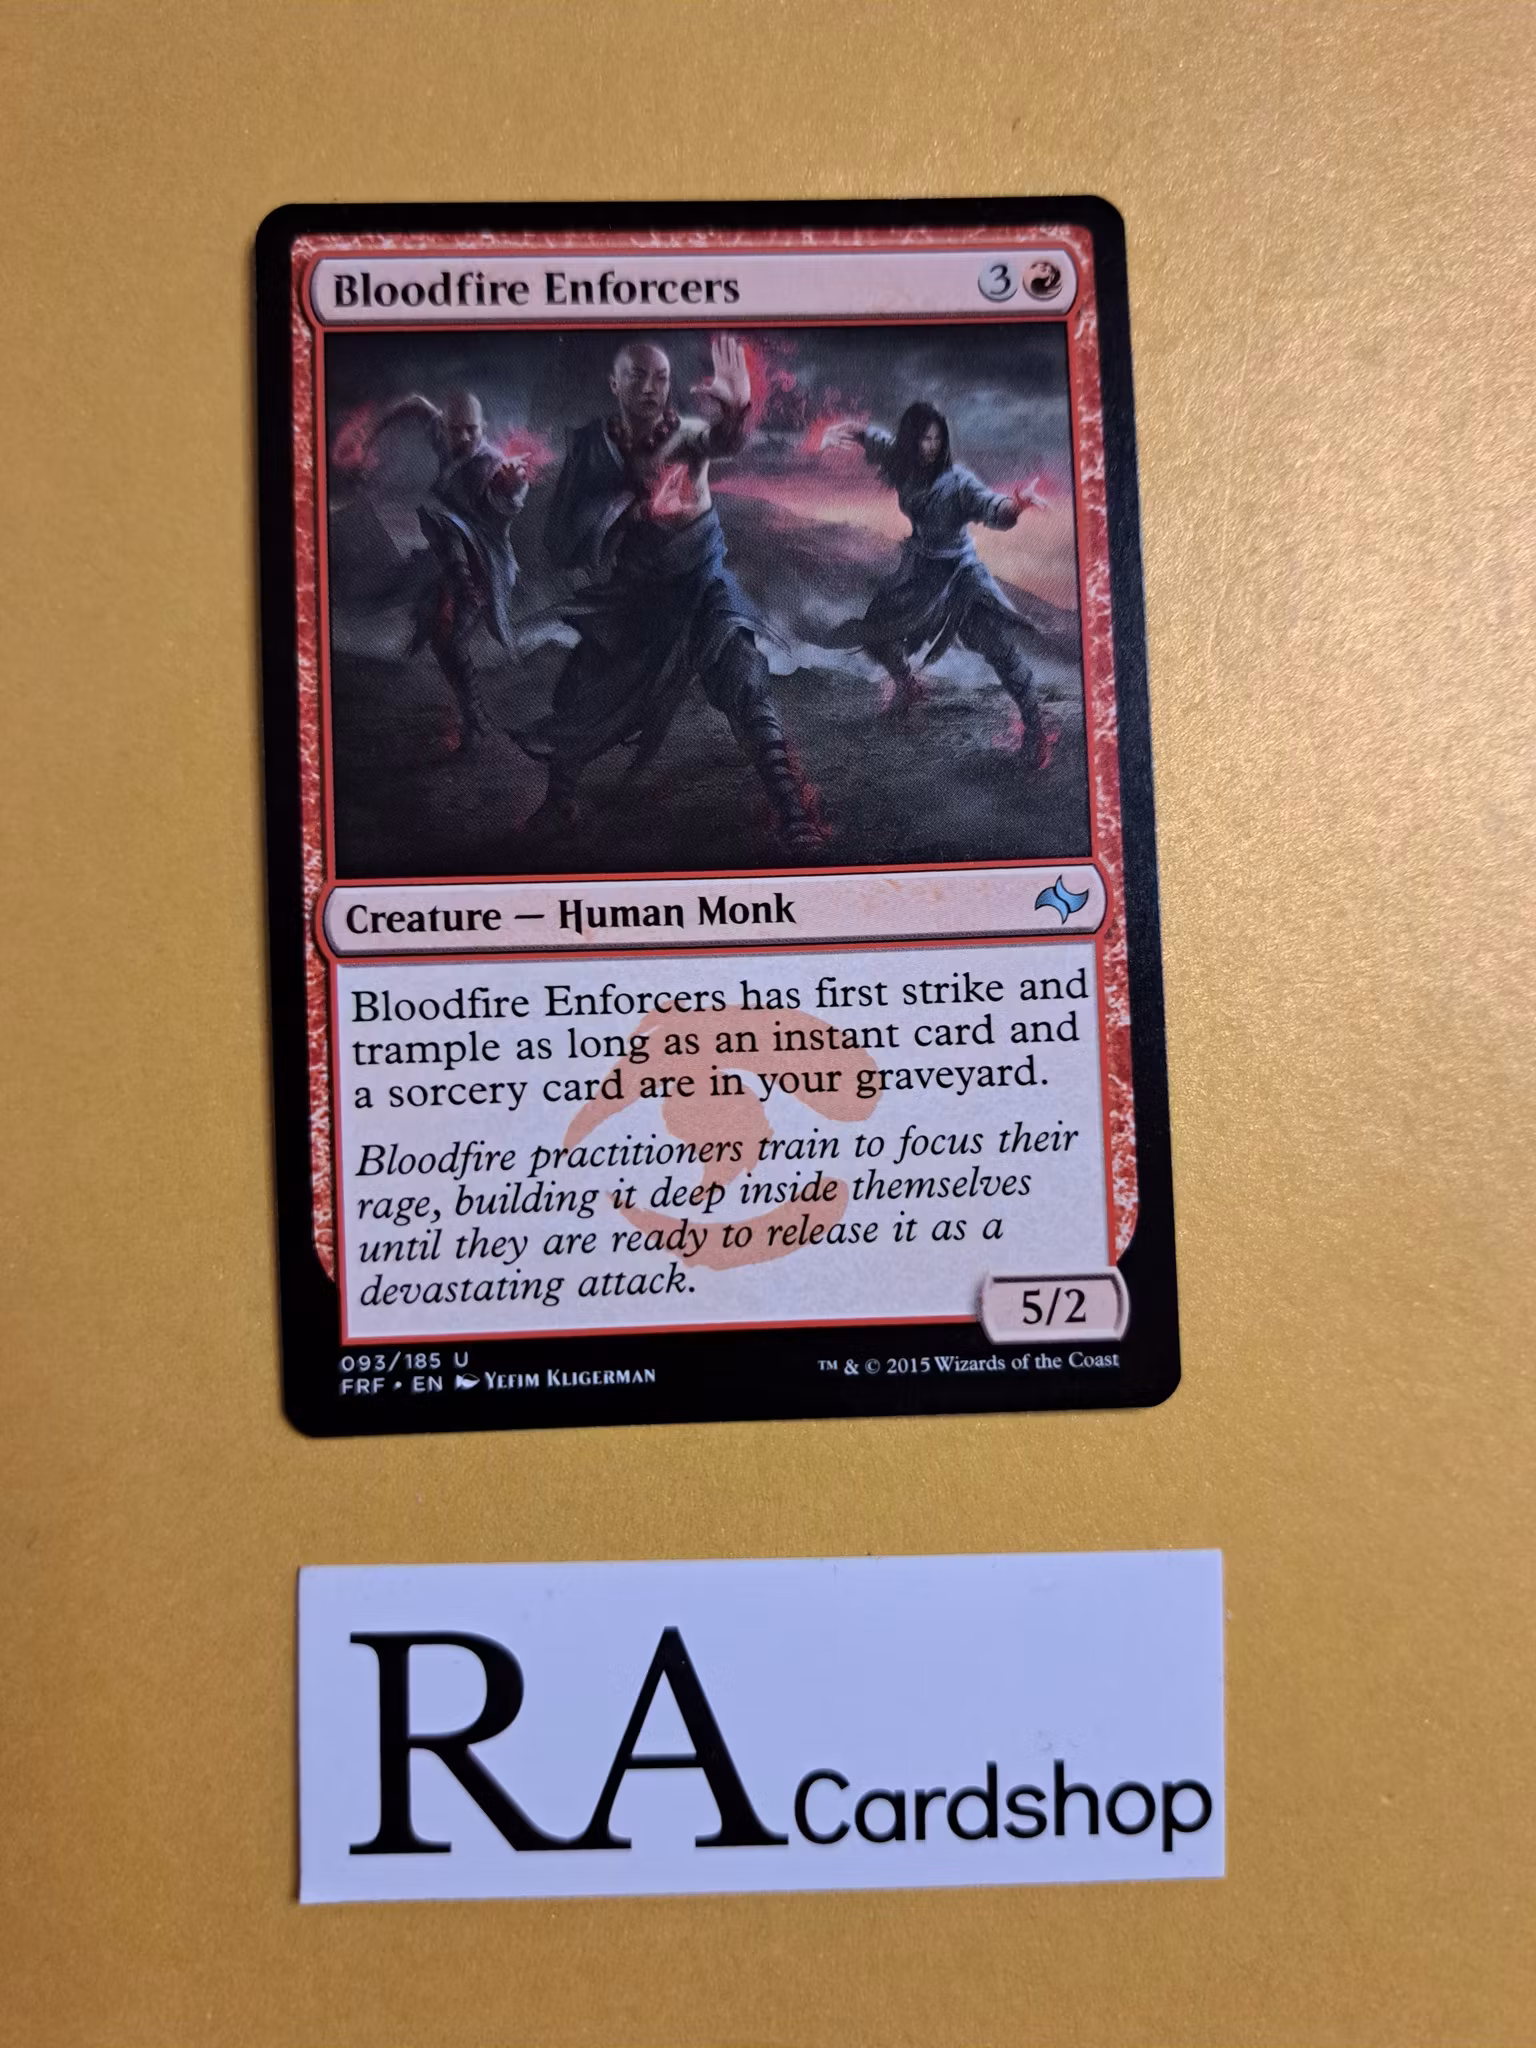 Bloodfire Enforcers 3
Creature — Human Monk
Bloodfire Enforcers has first strike and
trample as long as an instant card and
a sorcery card are in your graveyard.
Bloodfire practitioners train to focus their
rage, building it deep inside themselves
until they are ready to release it as a
devastating attack.
5/2
093/185 U
FRF • EN YEFIM KLIGERMAN
™ & © 2015 Wizards of the Coast
RA Cardshop